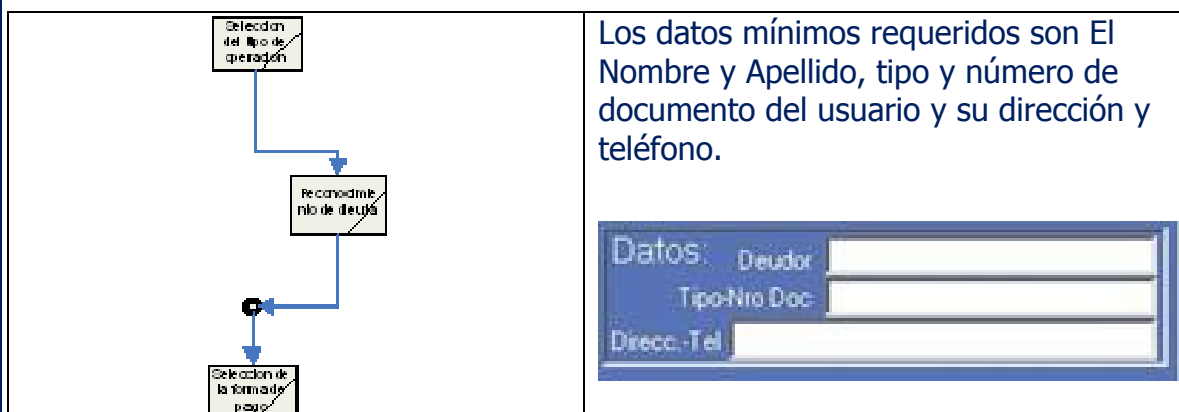 Seleccion
del tipo de
operación
Reconocimie
nto de deuda
Seleccion de
la forma de
pago
Los datos mínimos requeridos son El
Nombre y Apellido, tipo y número de
documento del usuario y su dirección y
teléfono.
Datos: Deudor
Tipo-Nro Doc
Direcc.-Tel